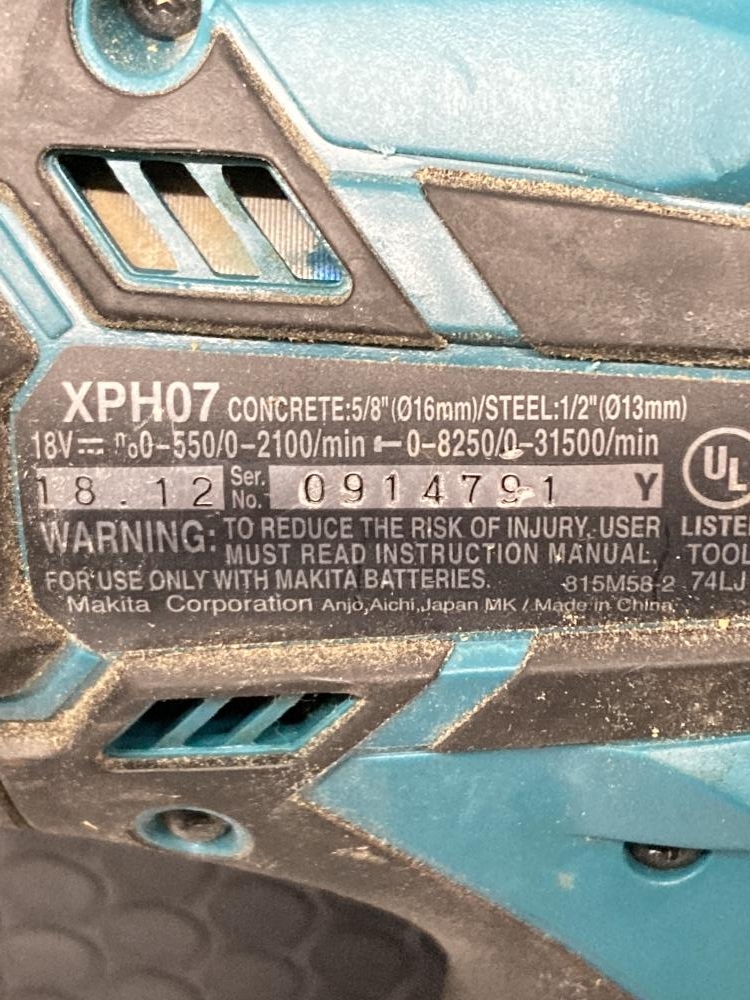 XPH07 CONCRETE:5/8"(Ø16mm)/STEEL:1/2"(Ø13mm)
18V⎓ n₀0-550/0-2100/min 0-8250/0-31500/min
18.12 Ser. No. 0914791 Y
WARNING: TO REDUCE THE RISK OF INJURY, USER
MUST READ INSTRUCTION MANUAL.
FOR USE ONLY WITH MAKITA BATTERIES. 815M58-2
Makita Corporation Anjo, Aichi, Japan MK / Made in China
UL
LISTE
TOOL
74LJ